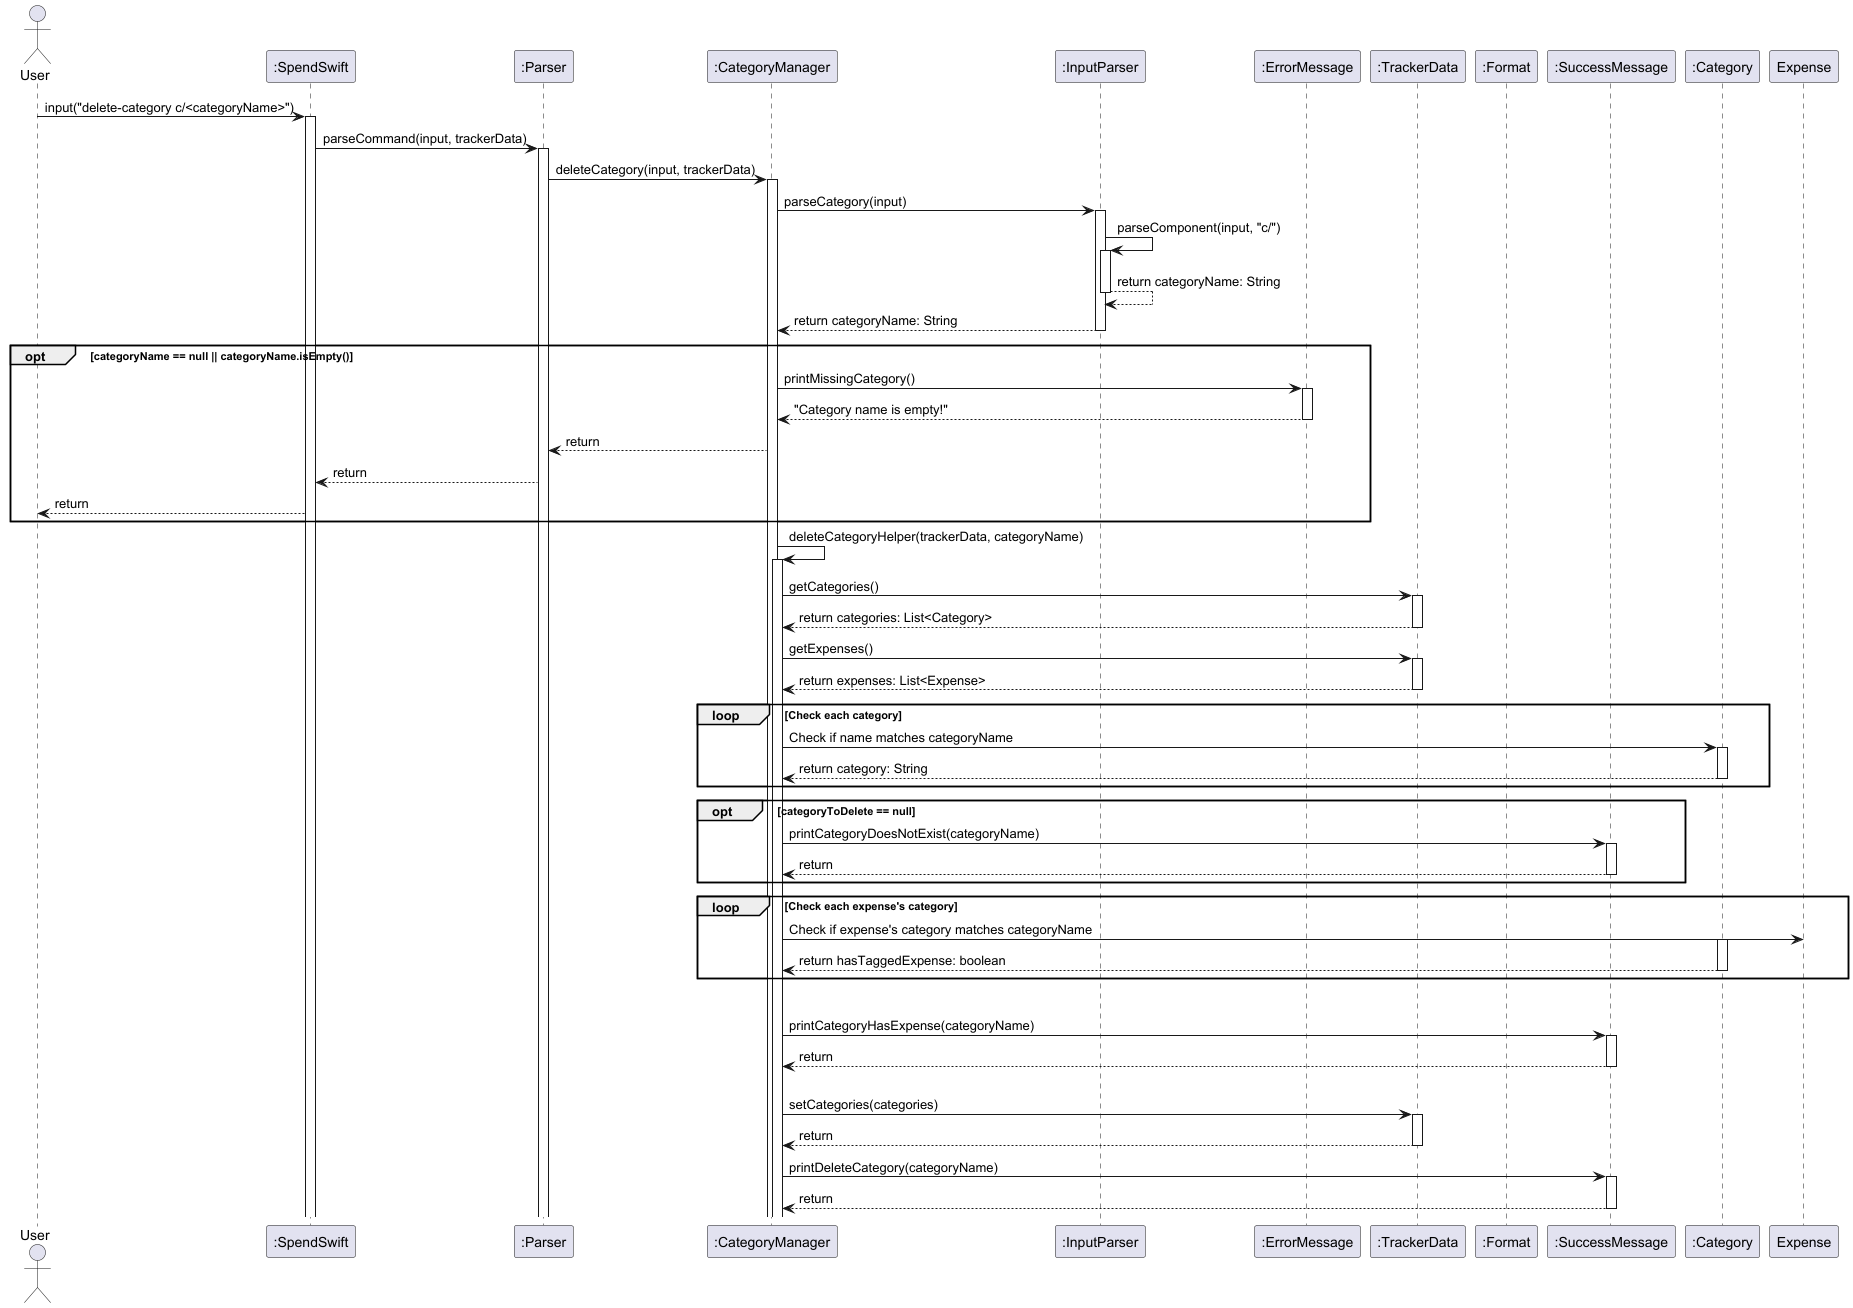 User
:SpendSwift
:Parser
:CategoryManager
:InputParser
:ErrorMessage
:TrackerData
:Format
:SuccessMessage
:Category
Expense
input("delete-category c/<categoryName>")
parseCommand(input, trackerData)
deleteCategory(input, trackerData)
parseCategory(input)
parseComponent(input, "c/")
return categoryName: String
return categoryName: String
opt
[categoryName == null || categoryName.isEmpty()]
printMissingCategory()
"Category name is empty!"
return
return
return
deleteCategoryHelper(trackerData, categoryName)
getCategories()
return categories: List<Category>
getExpenses()
return expenses: List<Expense>
loop
[Check each category]
Check if name matches categoryName
return category: String
opt
[categoryToDelete == null]
printCategoryDoesNotExist(categoryName)
return
loop
[Check each expense's category]
Check if expense's category matches categoryName
return hasTaggedExpense: boolean
printCategoryHasExpense(categoryName)
return
setCategories(categories)
return
printDeleteCategory(categoryName)
return
User
:SpendSwift
:Parser
:CategoryManager
:InputParser
:ErrorMessage
:TrackerData
:Format
:SuccessMessage
:Category
Expense